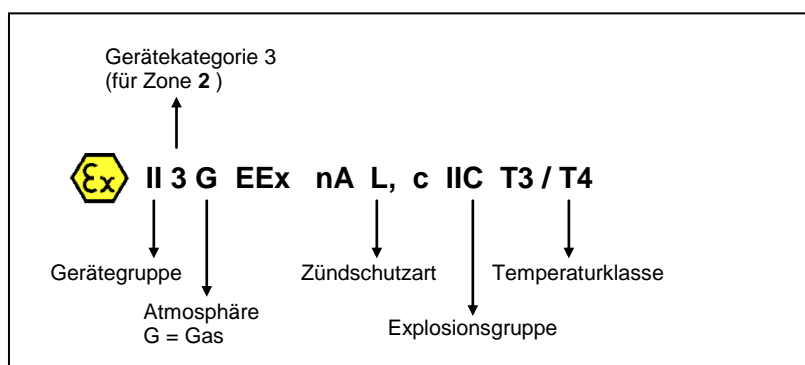 Gerätekategorie 3
(für Zone 2 )
Ex II 3 G EEx nA L, c IIC T3 / T4
Gerätegruppe
Zündschutzart
Temperaturklasse
Atmosphäre
G = Gas
Explosionsgruppe